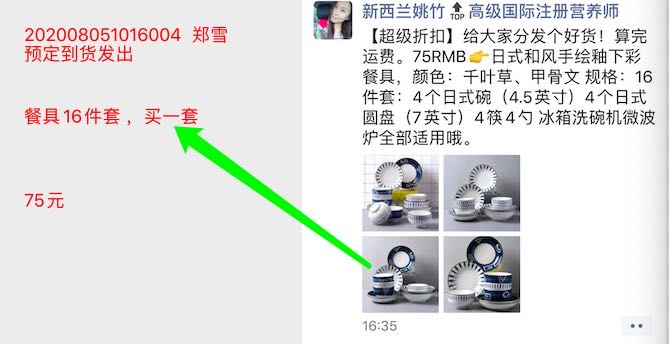 202008051016004 郑雪
预定到货发出
餐具16件套，买一套
75元
新西兰姚竹🔝高级国际注册营养师
【超级折扣】给大家分发个好货！算完
运费。75RMB👉日式和风手绘釉下彩
餐具，颜色：千叶草、甲骨文 规格：16
件套：4个日式碗（4.5英寸）4个日式
圆盘（7英寸）4筷4勺 冰箱洗碗机微波
炉全部适用哦。
16:35